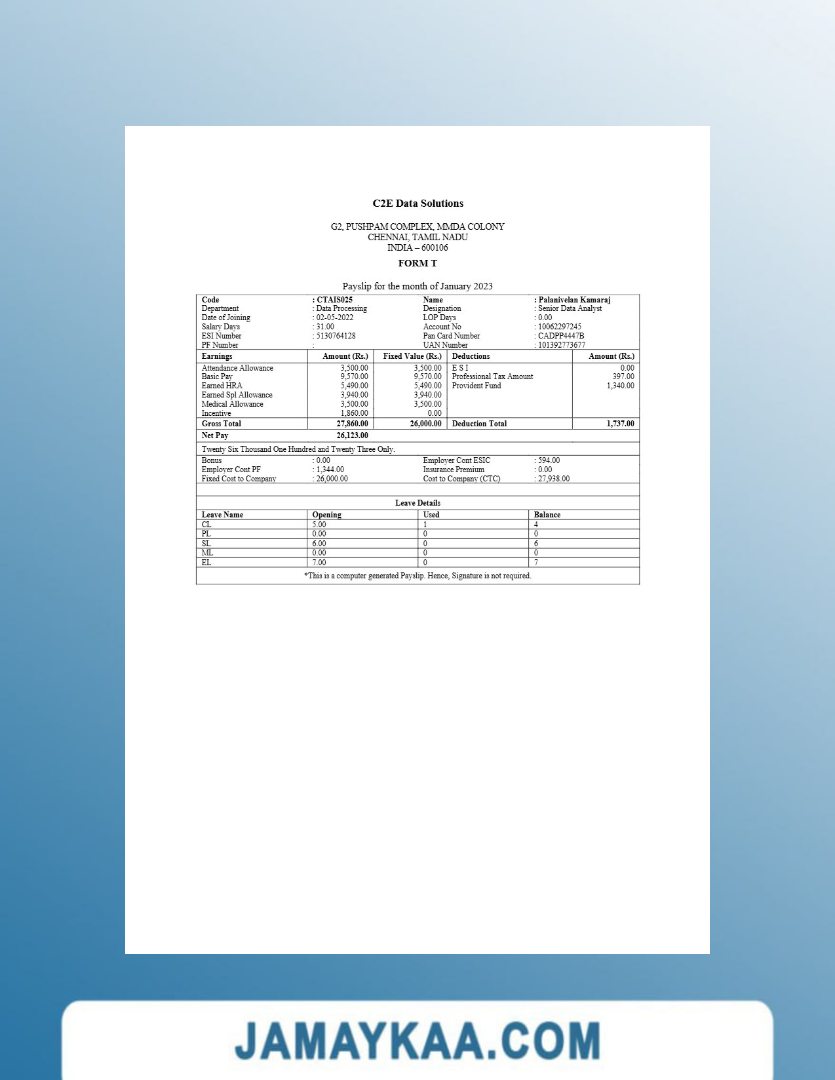 C2E Data Solutions
G2, PUSHPAM COMPLEX, MMDA COLONY
CHENNAI, TAMIL NADU
INDIA – 600106
FORM T
Payslip for the month of January 2023
Code : CTAIS025 Name : Palanivelan Kamaraj
Department : Data Processing Designation : Senior Data Analyst
Date of Joining : 02-05-2022 LOP Days : 0.00
Salary Days : 31.00 Account No : 10062297245
ESI Number : 5130764128 Pan Card Number : CADPP4447B
PF Number : UAN Number : 101392773677
Earnings Amount (Rs.) Fixed Value (Rs.) Deductions Amount (Rs.)
Attendance Allowance 3,500.00 3,500.00 E S I 0.00
Basic Pay 9,570.00 9,570.00 Professional Tax Amount 397.00
Earned HRA 5,490.00 5,490.00 Provident Fund 1,340.00
Earned Spl Allowance 3,940.00 3,940.00
Medical Allowance 3,500.00 3,500.00
Incentive 1,860.00 0.00
Gross Total 27,860.00 26,000.00 Deduction Total 1,737.00
Net Pay 26,123.00
Twenty Six Thousand One Hundred and Twenty Three Only.
Bonus : 0.00 Employer Cont ESIC : 594.00
Employer Cont PF : 1,344.00 Insurance Premium : 0.00
Fixed Cost to Company : 26,000.00 Cost to Company (CTC) : 27,938.00
Leave Details
Leave Name Opening Used Balance
CL 5.00 1 4
PL 0.00 0 0
SL 6.00 0 6
ML 0.00 0 0
EL 7.00 0 7
*This is a computer generated Payslip. Hence, Signature is not required.
JAMAYKAA.COM